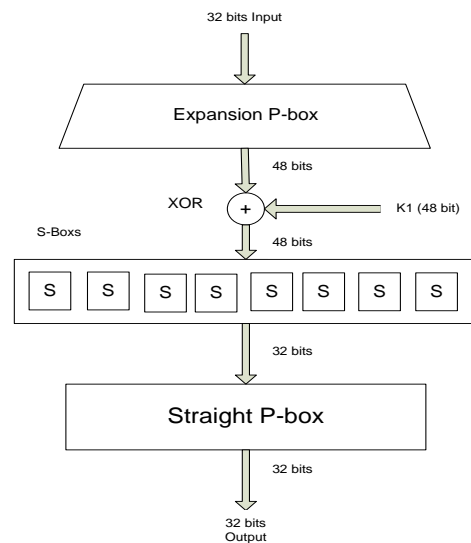 32 bits Input
Expansion P-box
48 bits
XOR
+
K1 (48 bit)
S-Boxs
48 bits
S S S S S S S S
32 bits
Straight P-box
32 bits
32 bits
Output